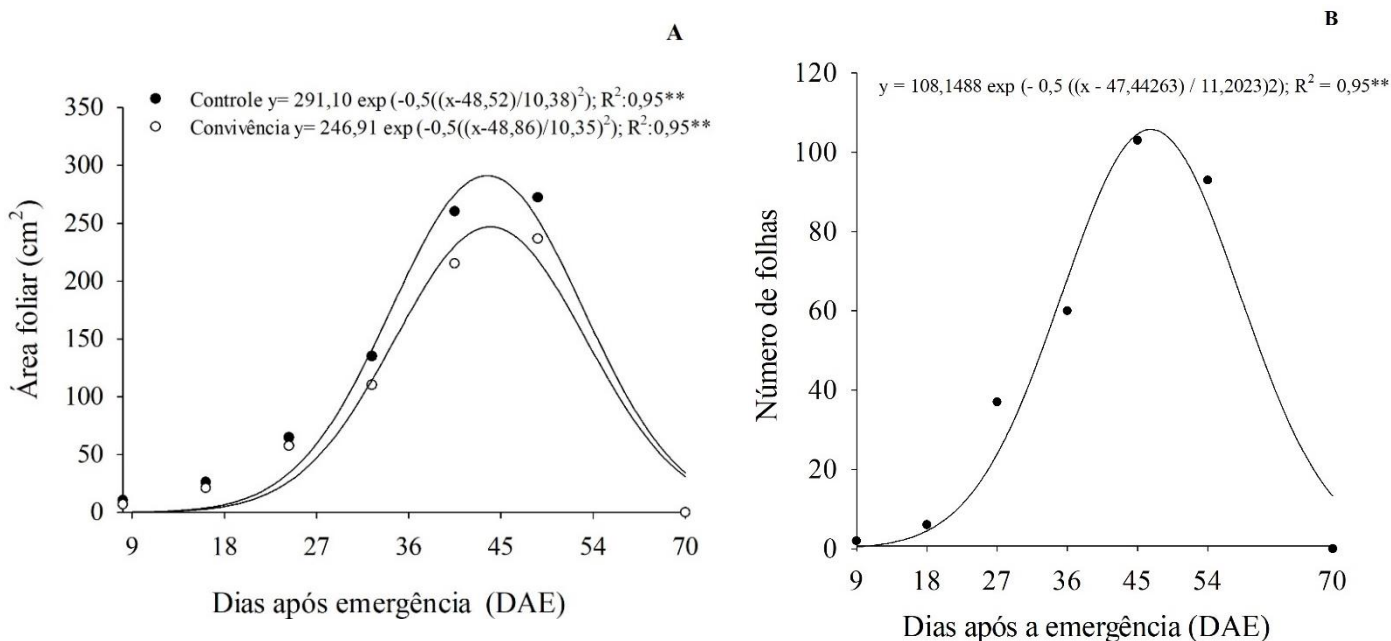 A
Controle y= 291,10 exp (-0,5((x-48,52)/10,38)²); R²:0,95**
Convivência y= 246,91 exp (-0,5((x-48,86)/10,35)²); R²:0,95**
350
300
250
200
150
100
50
0
Área foliar (cm²)
9 18 27 36 45 54 70
Dias após emergência (DAE)
B
y = 108,1488 exp (- 0,5 ((x - 47,44263) / 11,2023)2); R² = 0,95**
120
100
80
60
40
20
0
Número de folhas
9 18 27 36 45 54 70
Dias após a emergência (DAE)